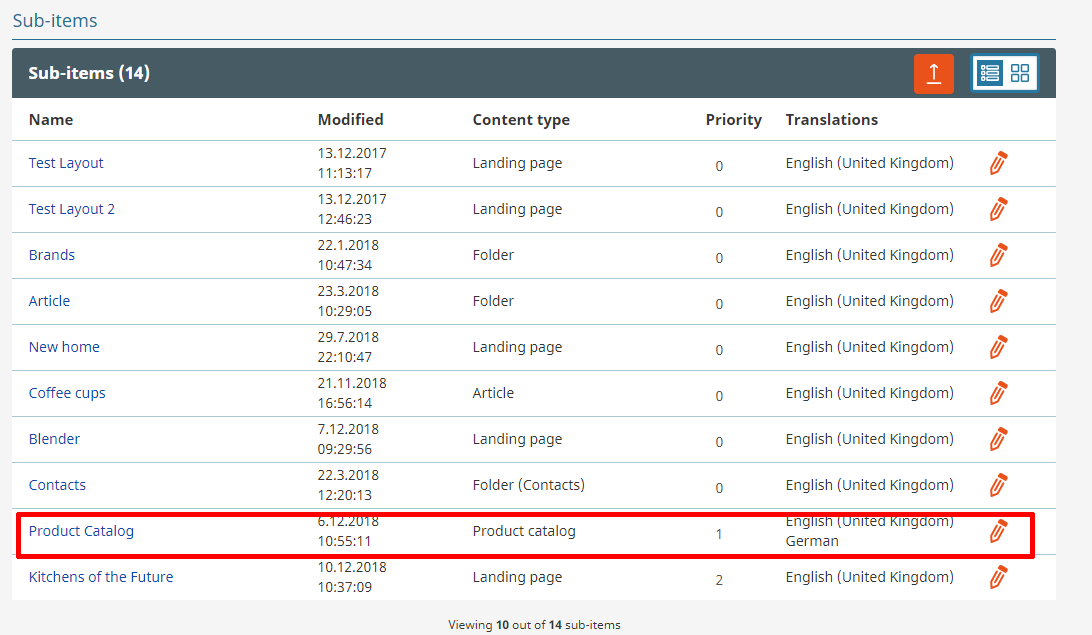 Sub-items
Sub-items (14)
Name Modified Content type Priority Translations
Test Layout 13.12.2017 11:13:17 Landing page 0 English (United Kingdom)
Test Layout 2 13.12.2017 12:46:23 Landing page 0 English (United Kingdom)
Brands 22.1.2018 10:47:34 Folder 0 English (United Kingdom)
Article 23.3.2018 10:29:05 Folder 0 English (United Kingdom)
New home 29.7.2018 22:10:47 Landing page 0 English (United Kingdom)
Coffee cups 21.11.2018 16:56:14 Article 0 English (United Kingdom)
Blender 7.12.2018 09:29:56 Landing page 0 English (United Kingdom)
Contacts 22.3.2018 12:20:13 Folder (Contacts) 0 English (United Kingdom)
Product Catalog 6.12.2018 10:55:11 Product catalog 1 English (United Kingdom) German
Kitchens of the Future 10.12.2018 10:37:09 Landing page 2 English (United Kingdom)
Viewing 10 out of 14 sub-items